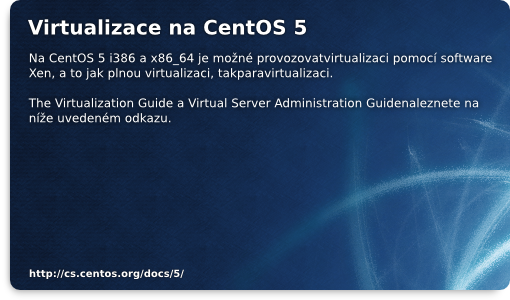 Virtualizace na CentOS 5
Na CentOS 5 i386 a x86_64 je možné provozovatvirtualizaci pomocí software
Xen, a to jak plnou virtualizaci, takparavirtualizaci.
The Virtualization Guide a Virtual Server Administration Guidenaleznete na
níže uvedeném odkazu.
http://cs.centos.org/docs/5/